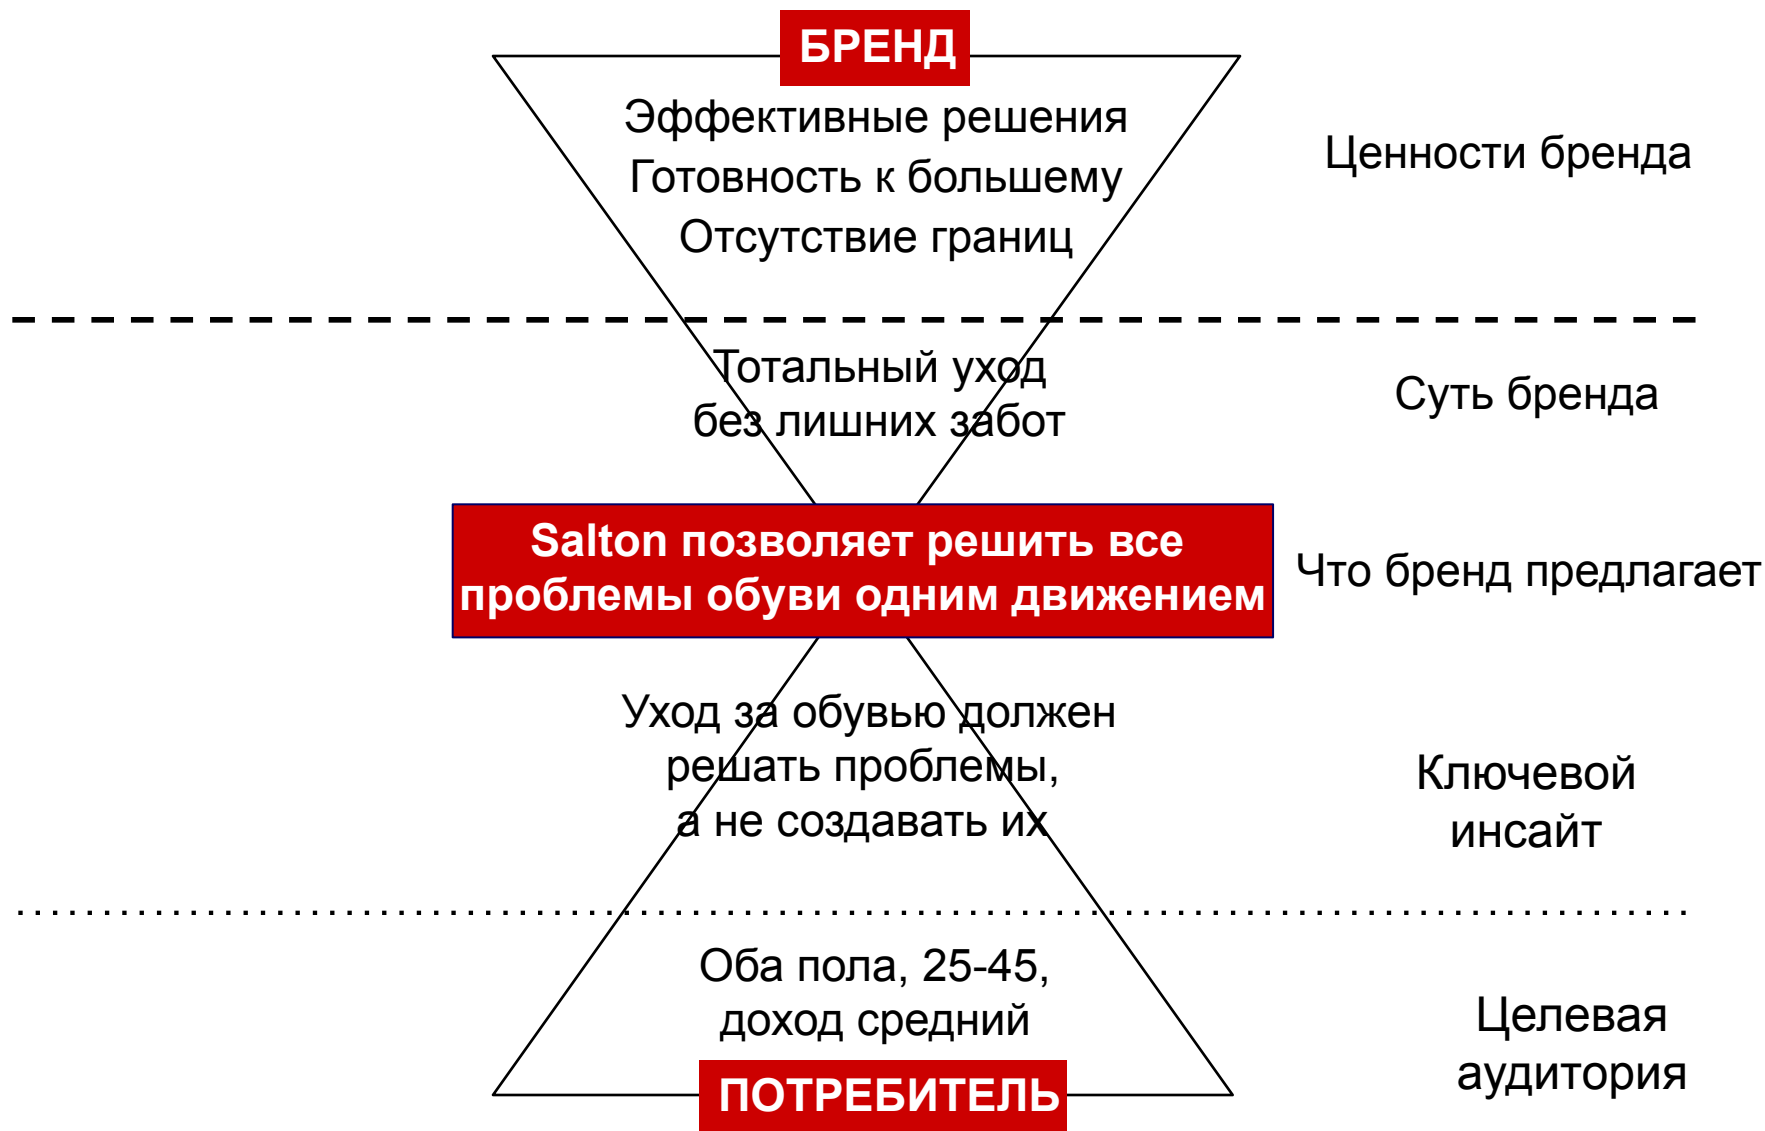 БРЕНД
Эффективные решения
Готовность к большему
Отсутствие границ
Ценности бренда
Тотальный уход
без лишних забот
Суть бренда
Salton позволяет решить все
проблемы обуви одним движением
Что бренд предлагает
Уход за обувью должен
решать проблемы,
а не создавать их
Ключевой
инсайт
Оба пола, 25-45,
доход средний
Целевая
аудитория
ПОТРЕБИТЕЛЬ